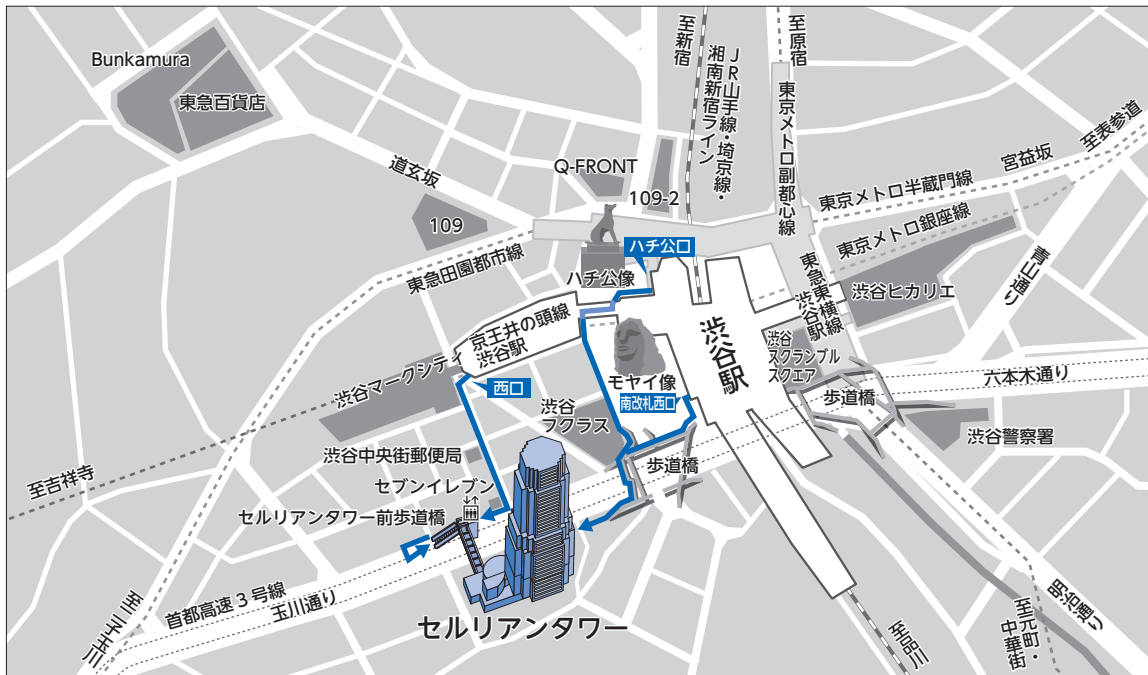 Bunkamura
東急百貨店
道玄坂
109
Q-FRONT
109-2
至新宿
JR山手線・埼京線・
湘南新宿ライン
至原宿
東京メトロ副都心線
東京メトロ半蔵門線
宮益坂
至表参道
東京メトロ銀座線
青山通り
東急田園都市線
ハチ公像
ハチ公口
東急東横線
渋谷駅
渋谷ヒカリエ
京王井の頭線
渋谷駅
渋谷マークシティ
西口
モヤイ像
南改札西口
渋谷駅
渋谷
スクランブル
スクエア
歩道橋
六本木通り
渋谷警察署
渋谷
フクラス
歩道橋
渋谷中央街郵便局
セブンイレブン
セルリアンタワー前歩道橋
至吉祥寺
首都高速3号線
玉川通り
至二子玉川
セルリアンタワー
至品川
至元町・
中華街
明治通り